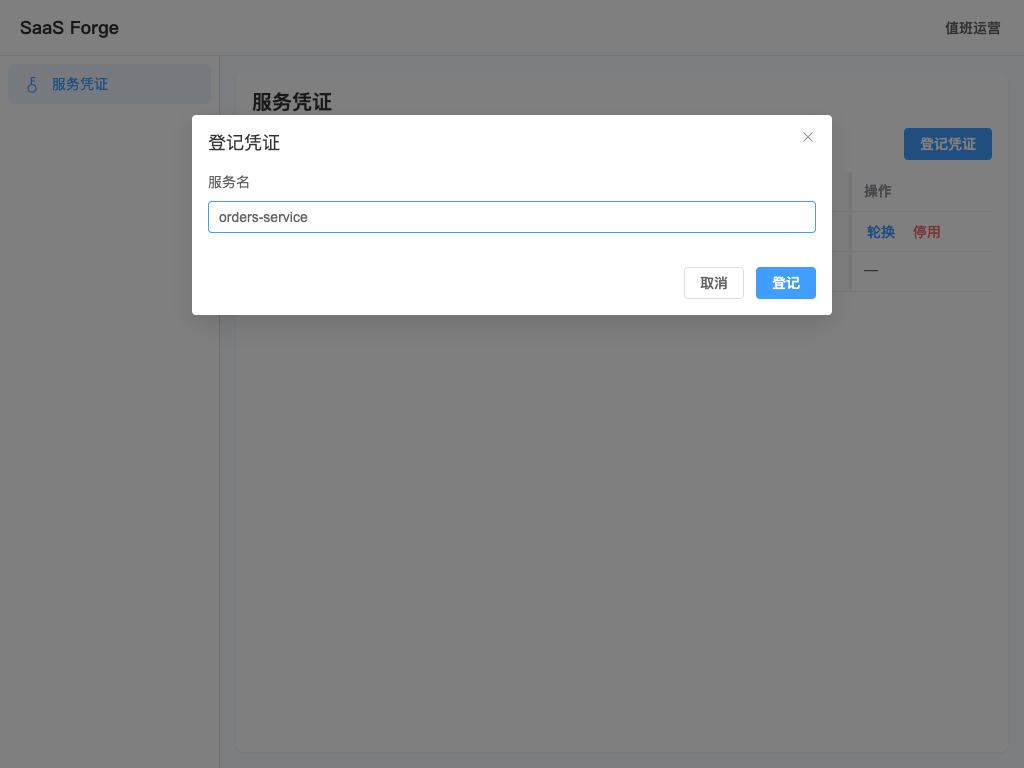 SaaS Forge
值班运营
服务凭证
服务凭证
登记凭证
登记凭证
服务名
orders-service
取消
登记
操作
轮换 停用
—